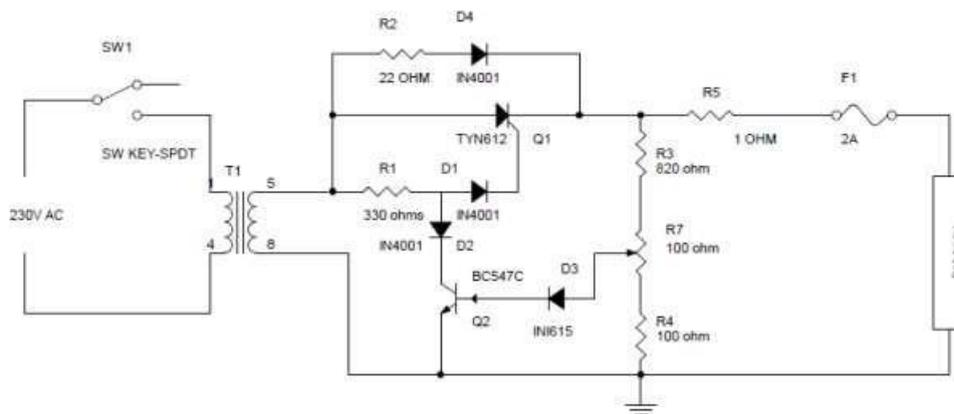 R2
D4
SW1
22 OHM
IN4001
R5
F1
TYN612
Q1
1 OHM
2A
SW KEY-SPDT
R3
820 ohm
T1
R1
D1
1
5
330 ohms
IN4001
R7
100 ohm
230V AC
4
8
IN4001
D2
BC547C
D3
Q2
INI615
R4
100 ohm